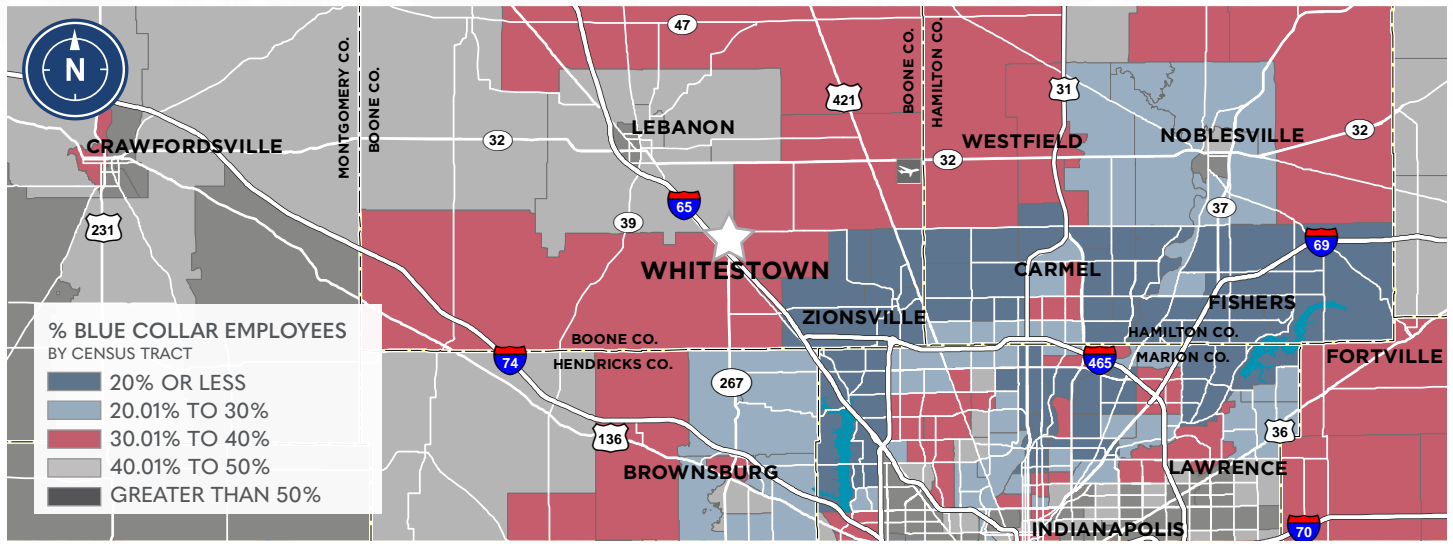 N
47
MONTGOMERY CO.
BOONE CO.
BOONE CO.
HAMILTON CO.
421
31
LEBANON
CRAWFORDSVILLE
32
WESTFIELD
NOBLESVILLE
32
32
65
231
39
37
69
WHITESTOWN
CARMEL
ZIONSVILLE
FISHERS
% BLUE COLLAR EMPLOYEES
BY CENSUS TRACT
20% OR LESS
20.01% TO 30%
30.01% TO 40%
40.01% TO 50%
GREATER THAN 50%
BOONE CO.
HENDRICKS CO.
HAMILTON CO.
MARION CO.
FORTVILLE
74
465
267
136
36
BROWNSBURG
LAWRENCE
INDIANAPOLIS
70